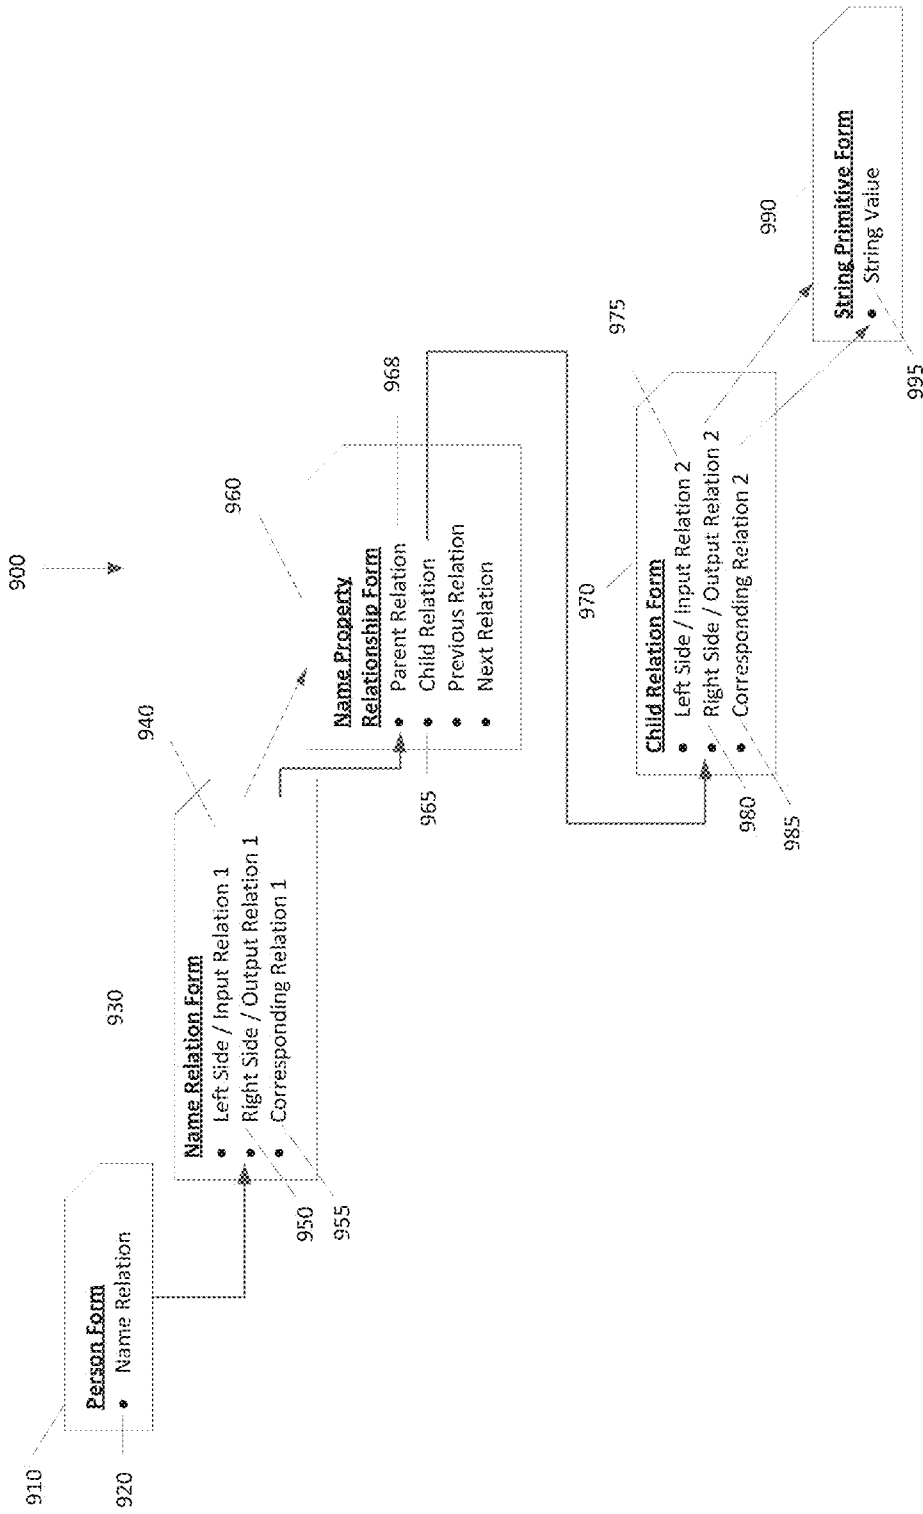 900
910
Person Form
920
• Name Relation
930
940
Name Relation Form
• Left Side / Input Relation 1
• Right Side / Output Relation 1
• Corresponding Relation 1
950
955
960
Name Property
Relationship Form
• Parent Relation
968
• Child Relation
• Previous Relation
• Next Relation
965
970
975
Child Relation Form
• Left Side / Input Relation 2
• Right Side / Output Relation 2
• Corresponding Relation 2
980
985
990
String Primitive Form
• String Value
995